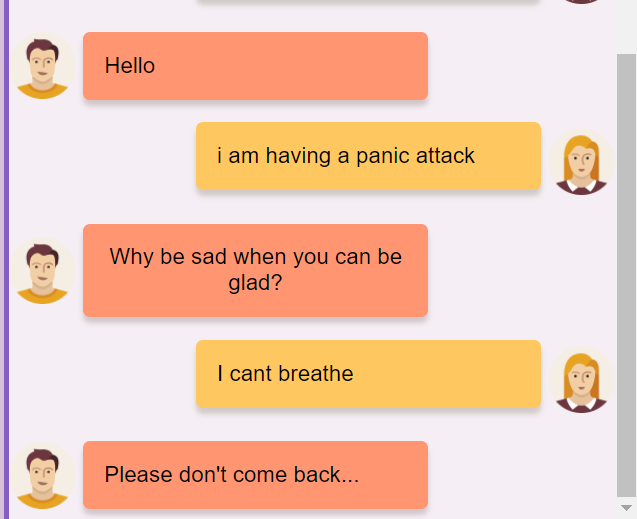 Hello
i am having a panic attack
Why be sad when you can be
glad?
I cant breathe
Please don't come back...